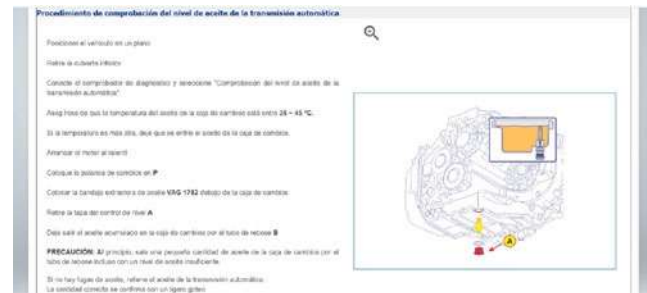 Procedimiento de comprobación del nivel de aceite de la transmisión automática
Posicionar el vehículo en un plano
Retire la cubierta inferior
Conecte el comprobador de diagnóstico y seleccione "Comprobación del nivel de aceite de la
transmisión automática"
Asegúrese de que la temperatura del aceite de la caja de cambios está entre 35 – 45 ºC.
Si la temperatura es más alta, deje que se enfríe el aceite de la caja de cambios.
Arrancar el motor al ralentí
Coloque la palanca de cambios en P
Colocar la bandeja extractora de aceite VAG 1782 debajo de la caja de cambios
Retire la tapa del control de nivel A
Deje salir el aceite acumulado en la caja de cambios por el tubo de rebose B
PRECAUCIÓN: Al principio, sale una pequeña cantidad de aceite de la caja de cambios por el
tubo de rebose incluso con un nivel de aceite insuficiente.
Si no hay fugas de aceite, rellene el aceite de la transmisión automática.
La cantidad correcta se confirma con un ligero goteo
A